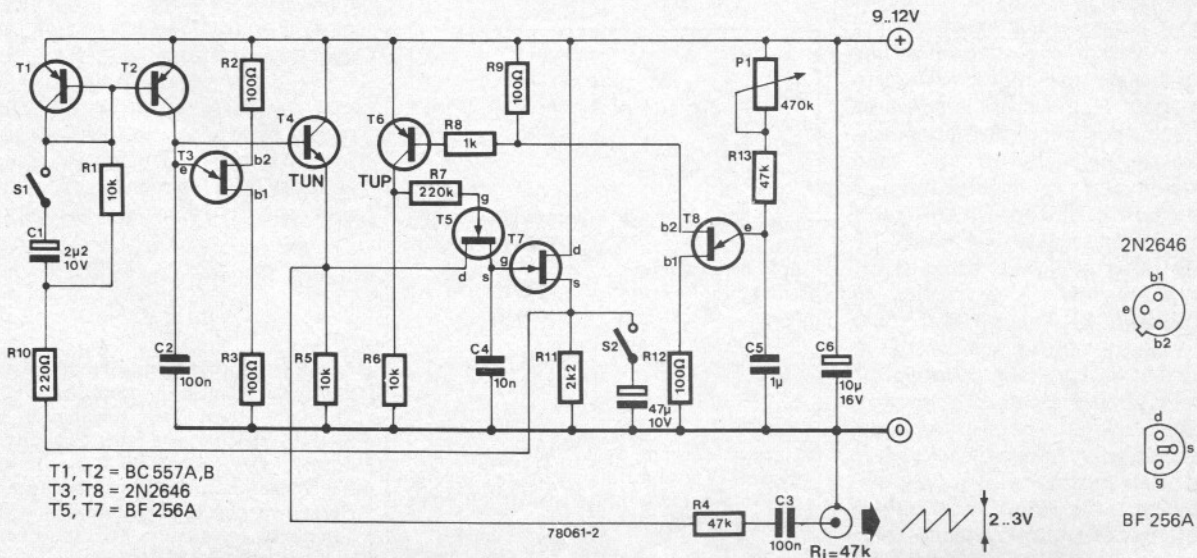 9..12V
+
T1
T2
R2
100Ω
T4
TUN
T3
e
b2
b1
S1
R1
10k
C1
2µ2
10V
R10
220Ω
C2
100n
R3
100Ω
R5
10k
T6
TUP
R8
1k
R9
100Ω
R7
220k
g
T5
d
s
g
T7
d
s
R6
10k
C4
10n
R11
2k2
S2
47µ
10V
R12
100Ω
P1
470k
R13
47k
b2
T8
e
b1
C5
1µ
C6
10µ
16V
0
2N2646
b1
e
b2
d
s
g
BF 256A
T1, T2 = BC 557A,B
T3, T8 = 2N2646
T5, T7 = BF 256A
78061-2
R4
47k
C3
100n
Ri=47k
2..3V